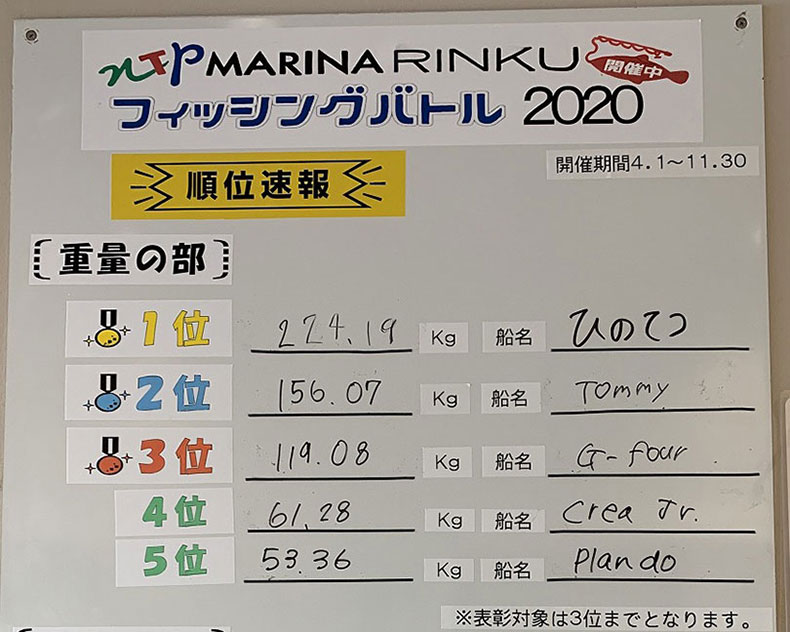 NTP MARINA RINKU 開催中
フィッシングバトル 2020
順位速報
開催期間4.1～11.30
重量の部
1位 224.19 Kg 船名 ひのてつ
2位 156.07 Kg 船名 Tommy
3位 119.08 Kg 船名 G-four
4位 61.28 Kg 船名 Crea Jr.
5位 53.36 Kg 船名 Plando
※表彰対象は3位までとなります。